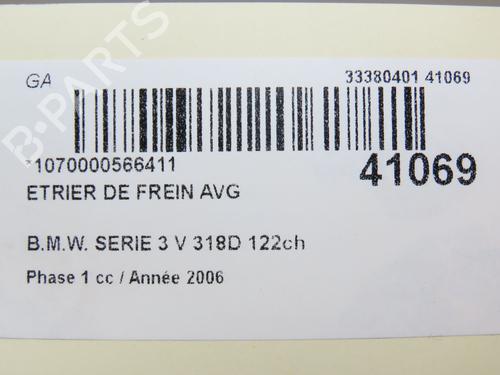 GA
33380401 41069
*1070000566411
41069
ETRIER DE FREIN AVG
B.M.W. SERIE 3 V 318D 122ch
Phase 1 cc / Année 2006
B-PARTS